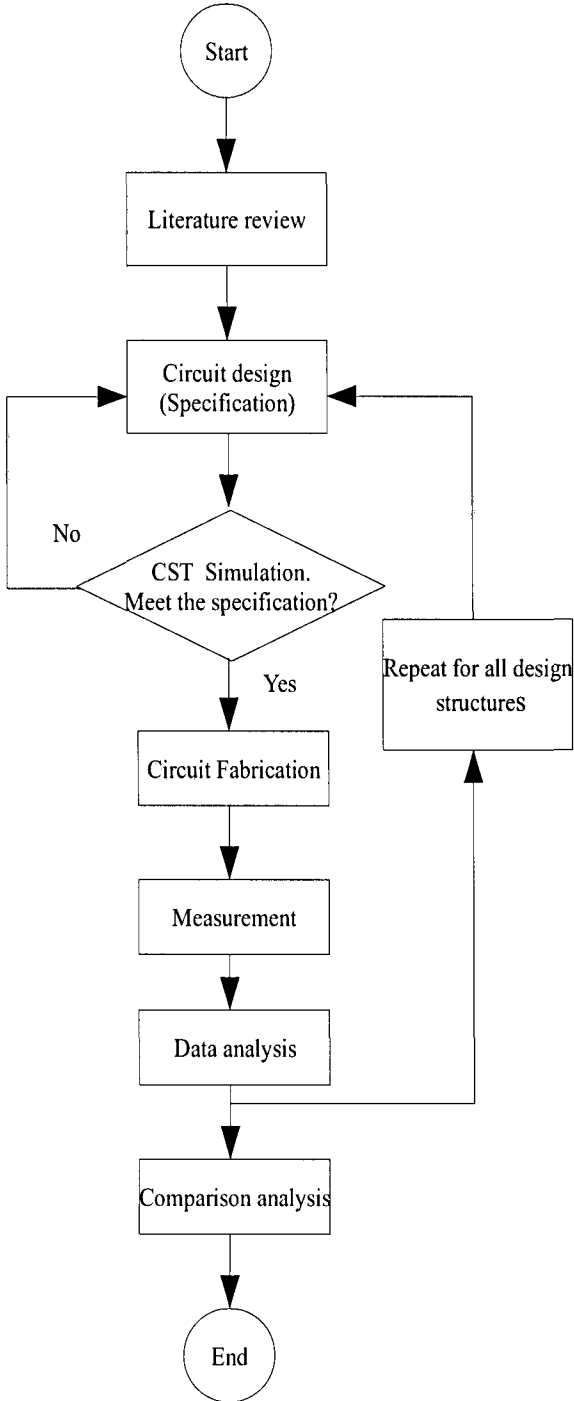 Start
Literature review
Circuit design
(Specification)
No
CST Simulation.
Meet the specification?
Yes
Repeat for all design
structures
Circuit Fabrication
Measurement
Data analysis
Comparison analysis
End